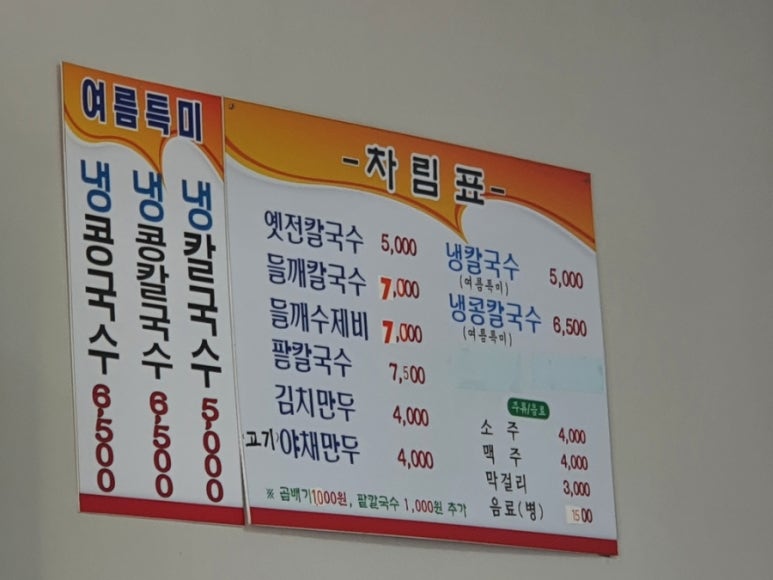 여름특미
냉콩국수 6,500
냉콩칼국수 6,500
냉칼국수 5,000
-차림표-
옛전칼국수 5,000
들깨칼국수 7,000
들깨수제비 7,000
팥칼국수 7,500
김치만두 4,000
고기 야채만두 4,000
※ 곱배기 1000원, 팥칼국수 1,000원 추가
냉칼국수 5,000
(여름특미)
냉콩칼국수 6,500
(여름특미)
주류/음료
소주 4,000
맥주 4,000
막걸리 3,000
음료(병) 1500